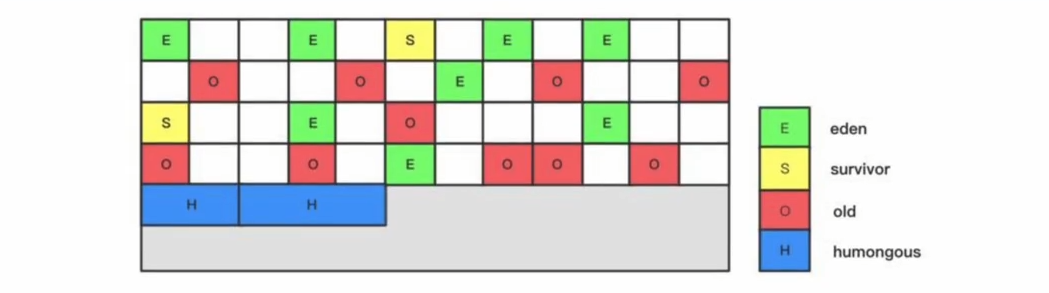 E E S E E
O O E O O
S E O E
O O E O O O
H H
E eden
S survivor
O old
H humongous